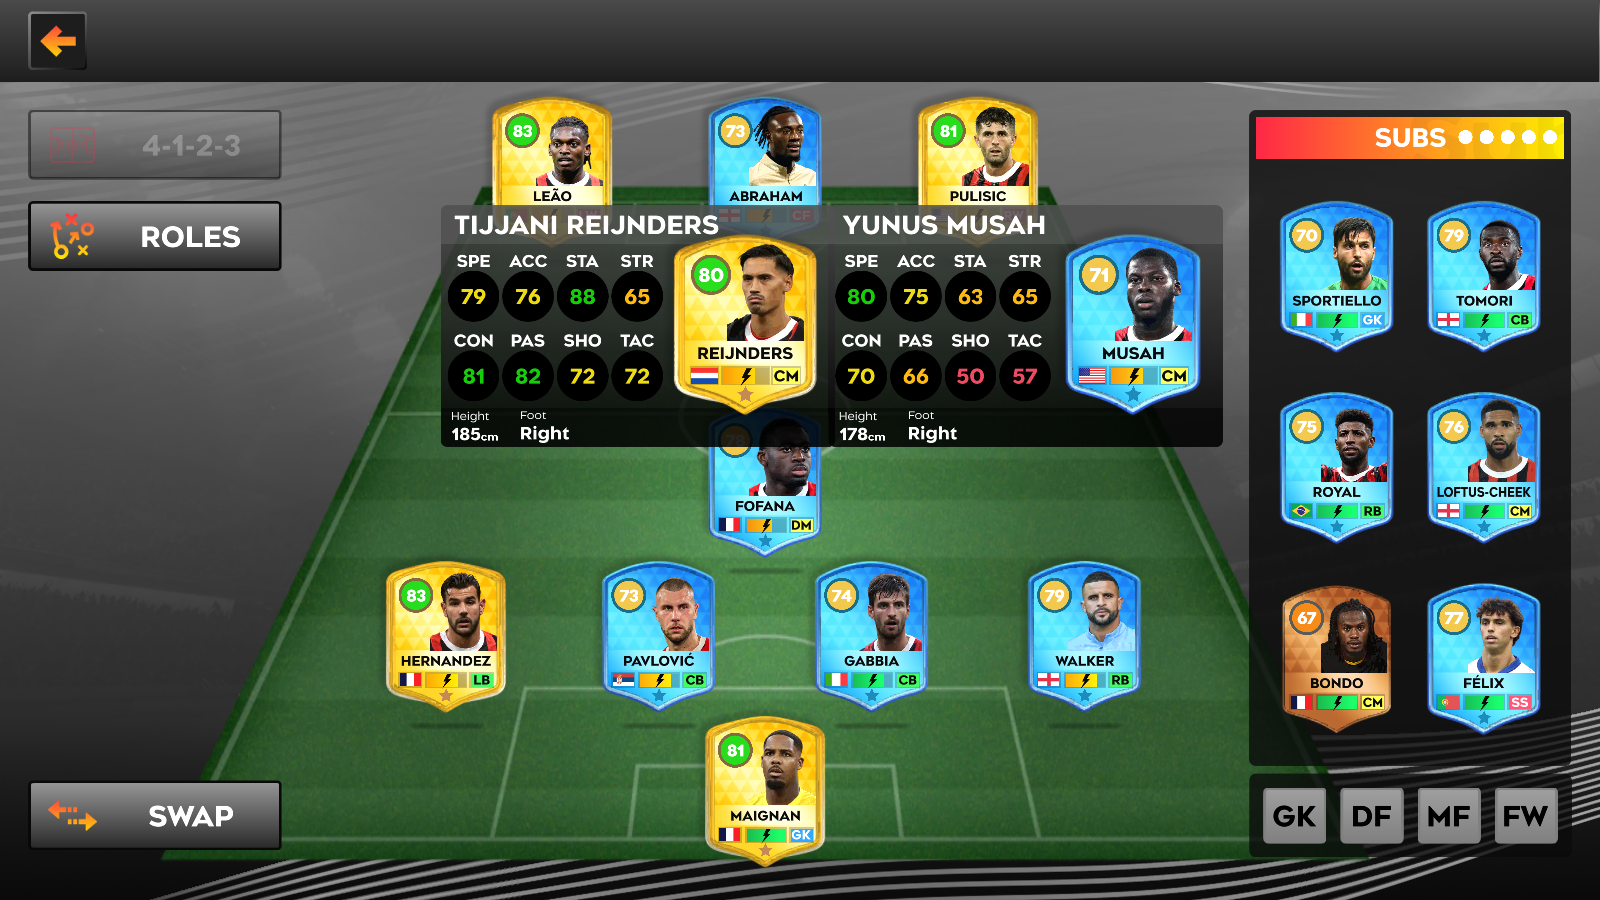 4-1-2-3
ROLES
SWAP
83
LEÃO
73
ABRAHAM
CF
81
PULISIC
TIJJANI REIJNDERS
SPE ACC STA STR
79 76 88 65
CON PAS SHO TAC
81 82 72 72
Height Foot
185cm Right
80
REIJNDERS
CM
YUNUS MUSAH
SPE ACC STA STR
80 75 63 65
CON PAS SHO TAC
70 66 50 57
Height Foot
178cm Right
71
MUSAH
CM
78
FOFANA
DM
83
HERNANDEZ
LB
73
PAVLOVIĆ
CB
74
GABBIA
CB
79
WALKER
RB
81
MAIGNAN
GK
SUBS
70
SPORTIELLO
GK
79
TOMORI
CB
75
ROYAL
RB
76
LOFTUS-CHEEK
CM
67
BONDO
CM
77
FÉLIX
SS
GK DF MF FW